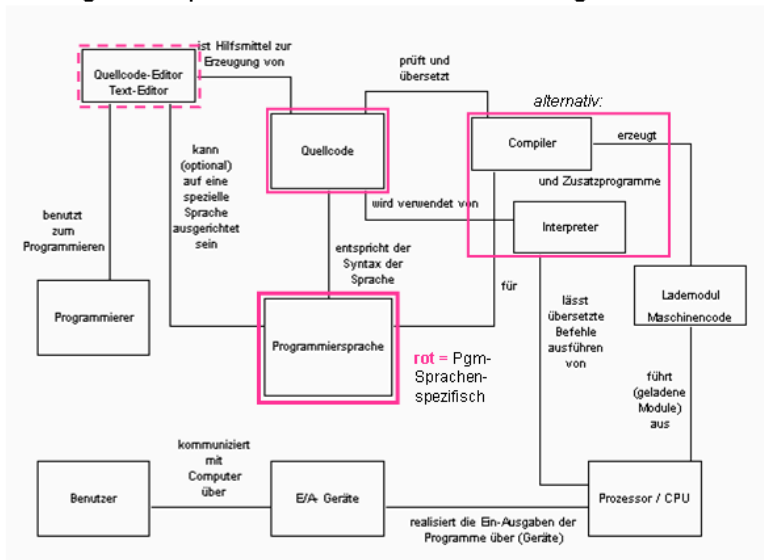 ist Hilfsmittel zur
Erzeugung von
Quellcode-Editor
Text-Editor
prüft und
übersetzt
alternativ:
Quellcode
Compiler
erzeugt
kann
(optional)
auf eine
spezielle
Sprache
ausgerichtet
sein
und Zusatzprogramme
wird verwendet von
Interpreter
benutzt
zum
Programmieren
entspricht der
Syntax der
Sprache
für
lässt
übersetzte
Befehle
ausführen
von
Lademodul
Maschinencode
Programmierer
Programmiersprache
rot = Pgm-
Sprachen-
spezifisch
führt
(geladene
Module)
aus
kommuniziert
mit
Computer
über
Benutzer
E/A- Geräte
Prozessor / CPU
realisiert die Ein-Ausgaben der
Programme über (Geräte)